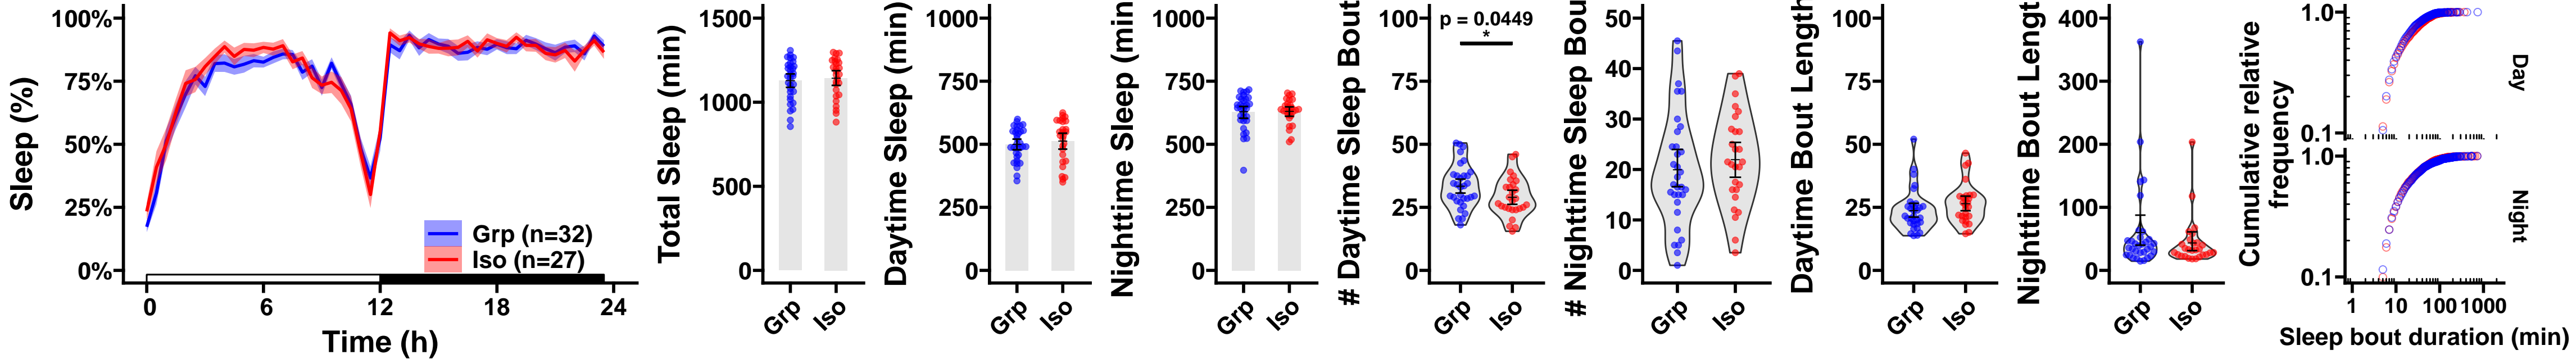 Sleep (%)
100%
75%
50%
25%
0%
Grp (n=32)
Iso (n=27)
0
6
12
18
24
Time (h)
Total Sleep (min)
1500
1000
500
0
Grp
Iso
Daytime Sleep (min)
1000
750
500
250
0
Grp
Iso
Nighttime Sleep (min
1000
750
500
250
0
Grp
Iso
# Daytime Sleep Bout
100
75
50
25
0
p = 0.0449
*
Grp
Iso
# Nighttime Sleep Bou
50
40
30
20
10
0
Grp
Iso
Daytime Bout Length
100
75
50
25
0
Grp
Iso
Nighttime Bout Lengt
400
300
200
100
0
Grp
Iso
Cumulative relative
frequency
1.0
0.1
Day
1.0
0.1
Night
1
10
100
1000
Sleep bout duration (min)